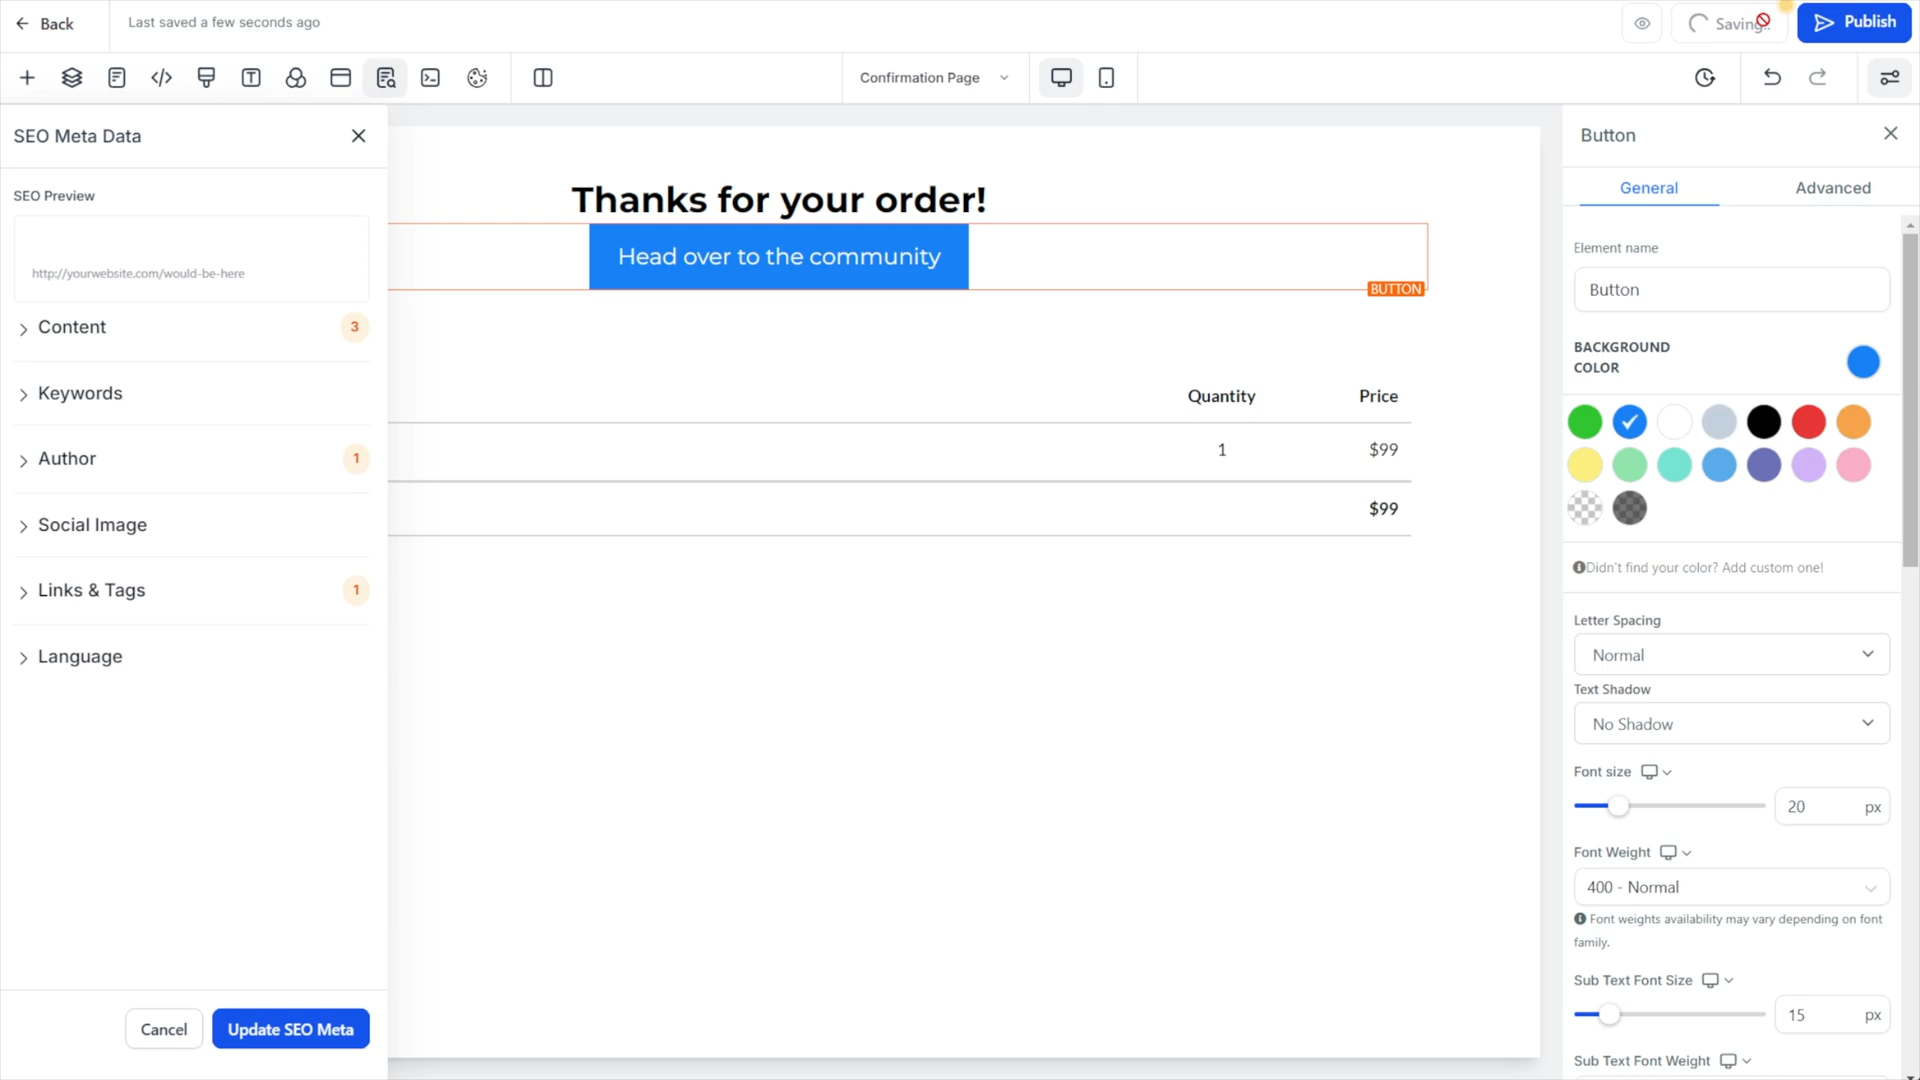 Back
Last saved a few seconds ago
Publish
Confirmation Page
SEO Meta Data
SEO Preview
http://yourwebsite.com/would-be-here
Content
3
Keywords
Author
1
Social Image
Links & Tags
1
Language
Cancel
Update SEO Meta
Thanks for your order!
Head over to the community
BUTTON
Quantity Price
1 $99
$99
Button
General Advanced
Element name
Button
BACKGROUND
COLOR
Didn't find your color? Add custom one!
Letter Spacing
Normal
Text Shadow
No Shadow
Font size
20 px
Font Weight
400 - Normal
Font weights availability may vary depending on font
family.
Sub Text Font Size
15 px
Sub Text Font Weight